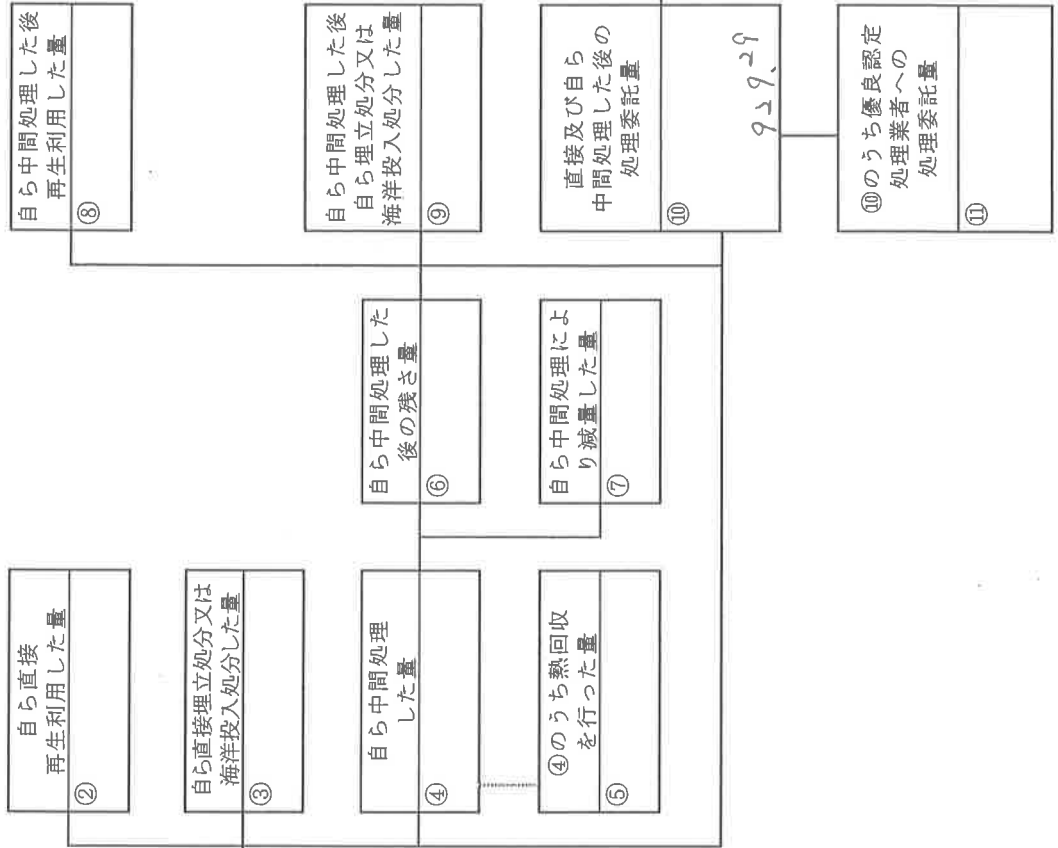 自ら直接
再生利用した量
②
自ら直接埋立処分又は
海洋投入処分した量
③
自ら中間処理
した量
④
④のうち熱回収
を行った量
⑤
自ら中間処理した
後の残さ量
⑥
自ら中間処理によ
り減量した量
⑦
自ら中間処理した後
再生利用した量
⑧
自ら中間処理した後
自ら埋立処分又は
海洋投入処分した量
⑨
直接及び自ら
中間処理した後の
処理委託量
⑩
⑩のうち優良認定
処理業者への
処理委託量
⑪